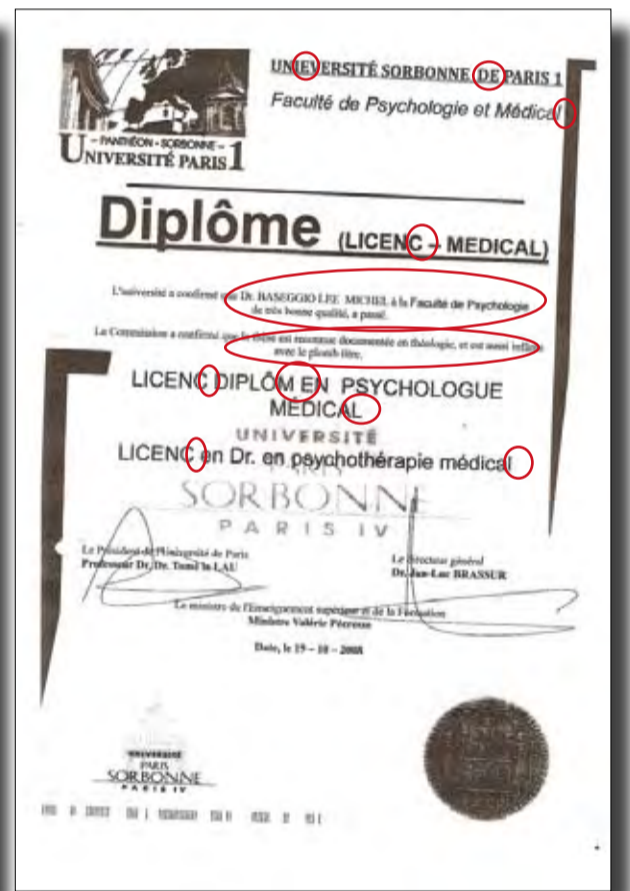 UNIEVERSITÉ SORBONNE DE PARIS 1
Faculté de Psychologie et Médical
- PANTHÉON - SORBONNE -
UNIVERSITÉ PARIS 1
Diplôme (LICENC – MEDICAL)
L'université a confirmé que Dr. BASEGGIO LEE MICHEL à la Faculté de Psychologie
de très bonne qualité, a passé.
La Commission a confirmé que la thèse est reconnue documentée en théologie, et est aussi
avec le plomb titre.
LICENC DIPLÔM EN PSYCHOLOGUE
MÉDICAL
UNIVERSITÉ
LICENC en Dr. en psychothérapie médical
PARIS
SORBONNE
PARIS IV
Le Président de l'Université de Paris
Professeur Dr. Dr. LAU
Le directeur général
Dr. Jan-Luc BRASSUR
Le ministre de l'Enseignement supérieur et de la Formation
Ministre Valérie Pécresse
Date, le 19 – 10 – 2008
UNIVERSITÉ
PARIS
SORBONNE
PARIS IV